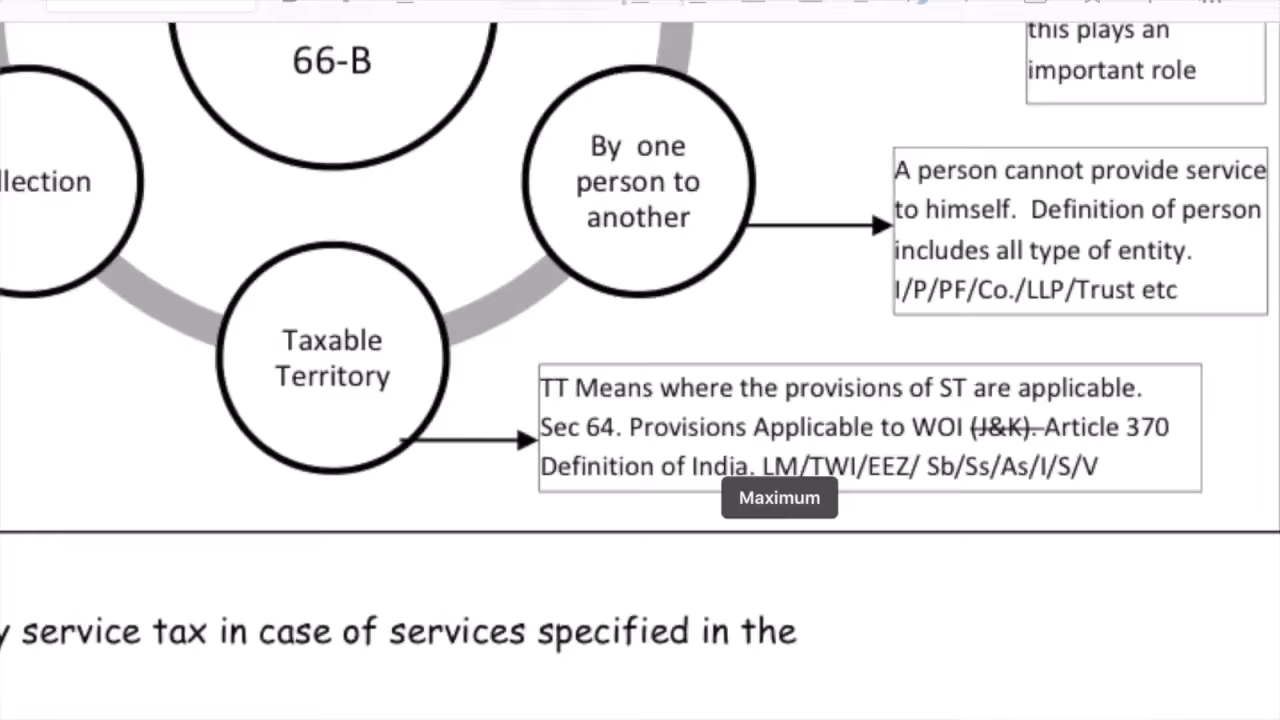 this plays an
important role
66-B
llection
By one
person to
another
A person cannot provide service
to himself. Definition of person
includes all type of entity.
I/P/PF/Co./LLP/Trust etc
Taxable
Territory
TT Means where the provisions of ST are applicable.
Sec 64. Provisions Applicable to WOI (J&K). Article 370
Definition of India. LM/TWI/EEZ/ Sb/Ss/As/I/S/V
Maximum
y service tax in case of services specified in the